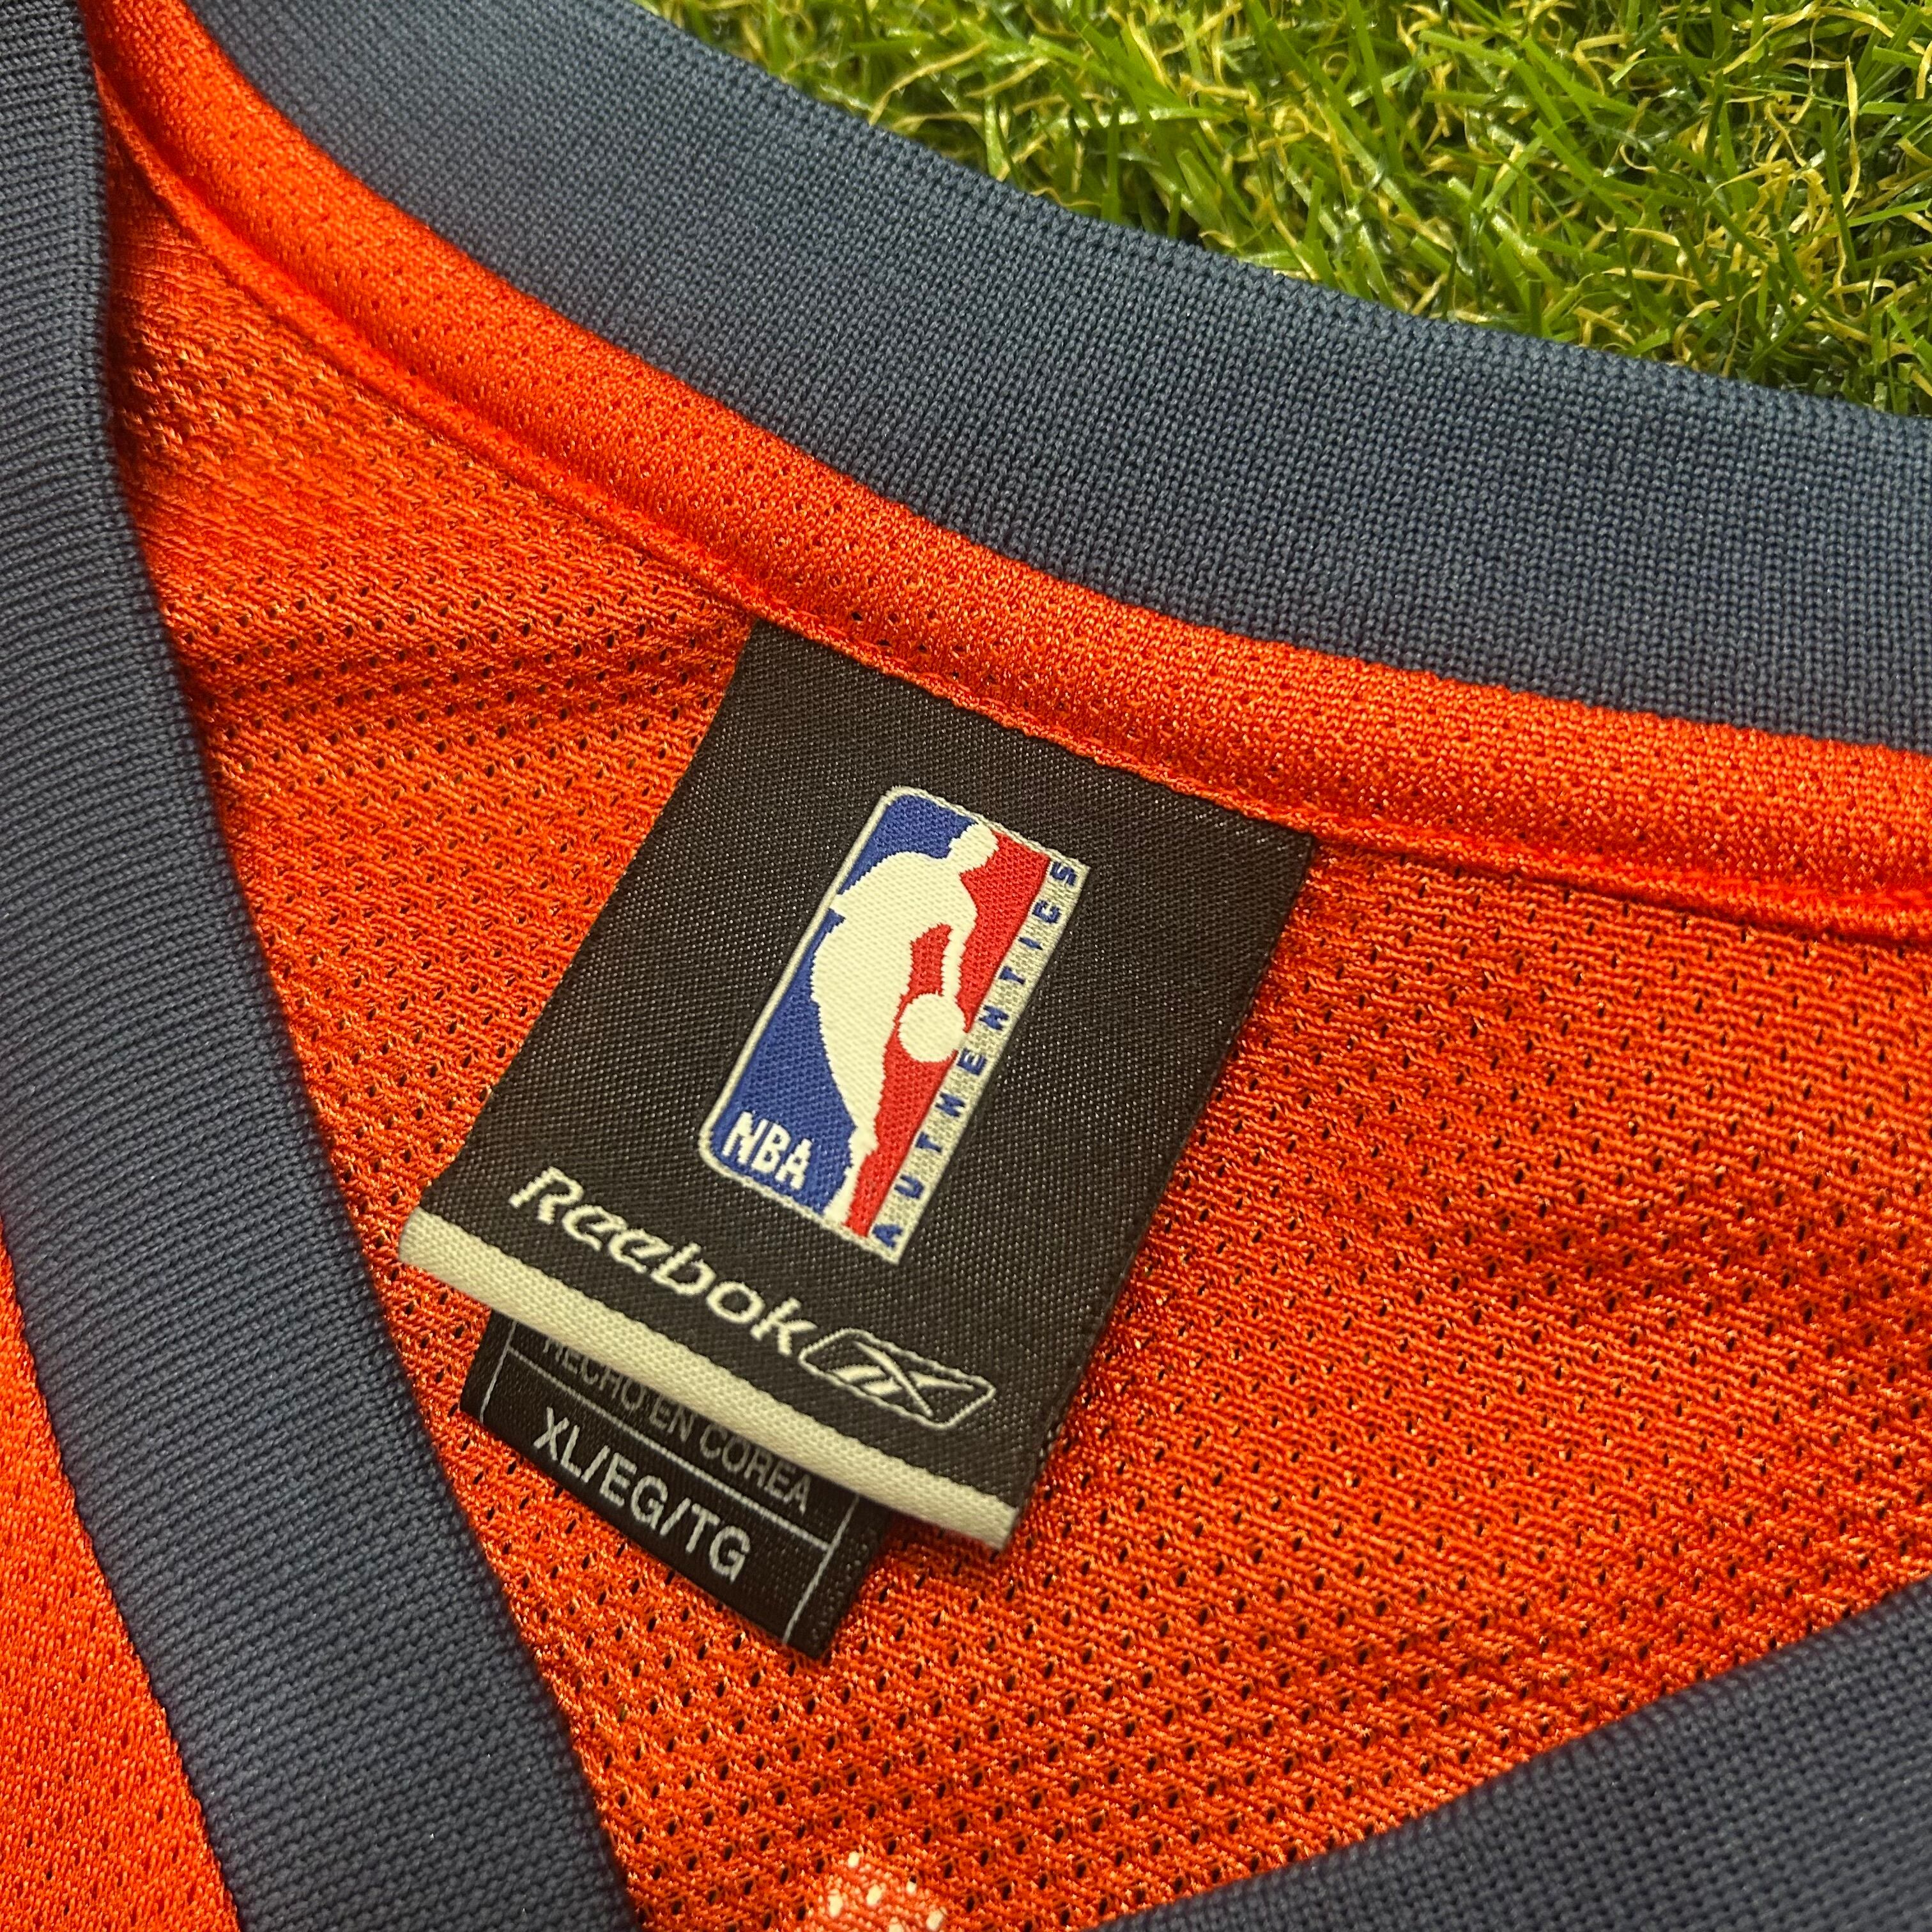 NBA
AUTHENTICS
Reebok
HECHO EN COREA
XL/EG/TG